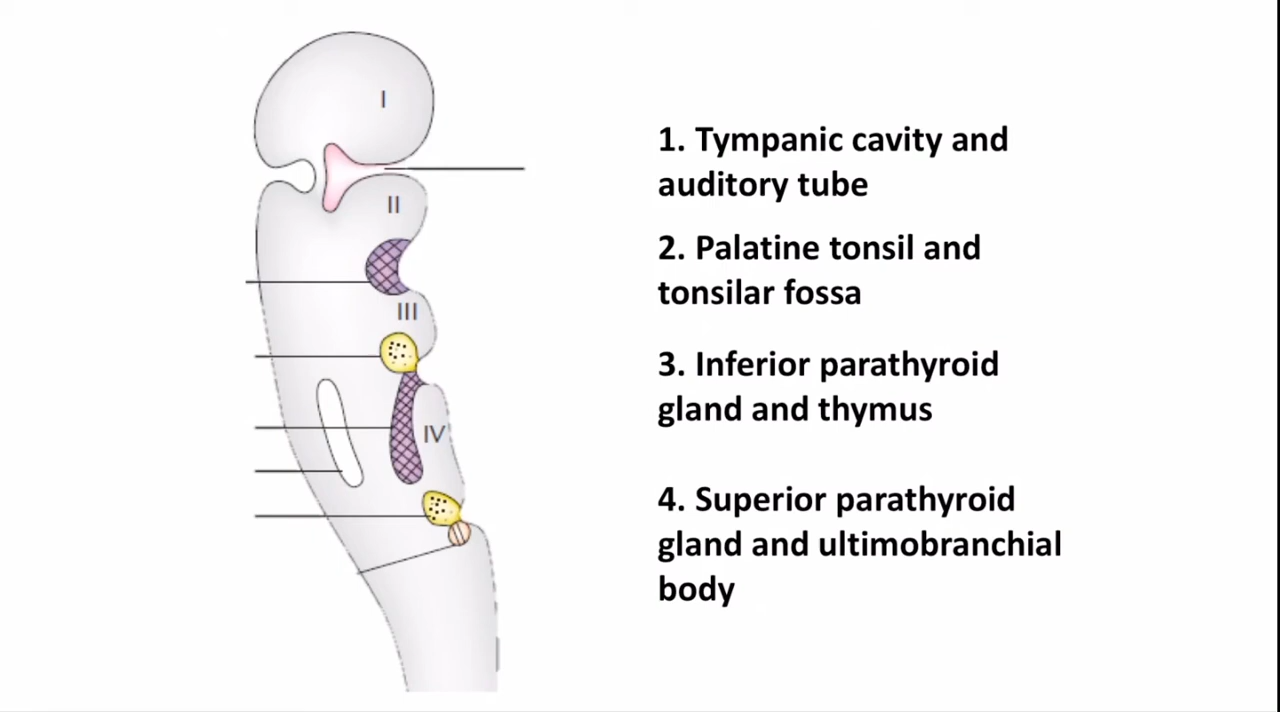 I
II
III
IV
1. Tympanic cavity and
auditory tube
2. Palatine tonsil and
tonsilar fossa
3. Inferior parathyroid
gland and thymus
4. Superior parathyroid
gland and ultimobranchial
body